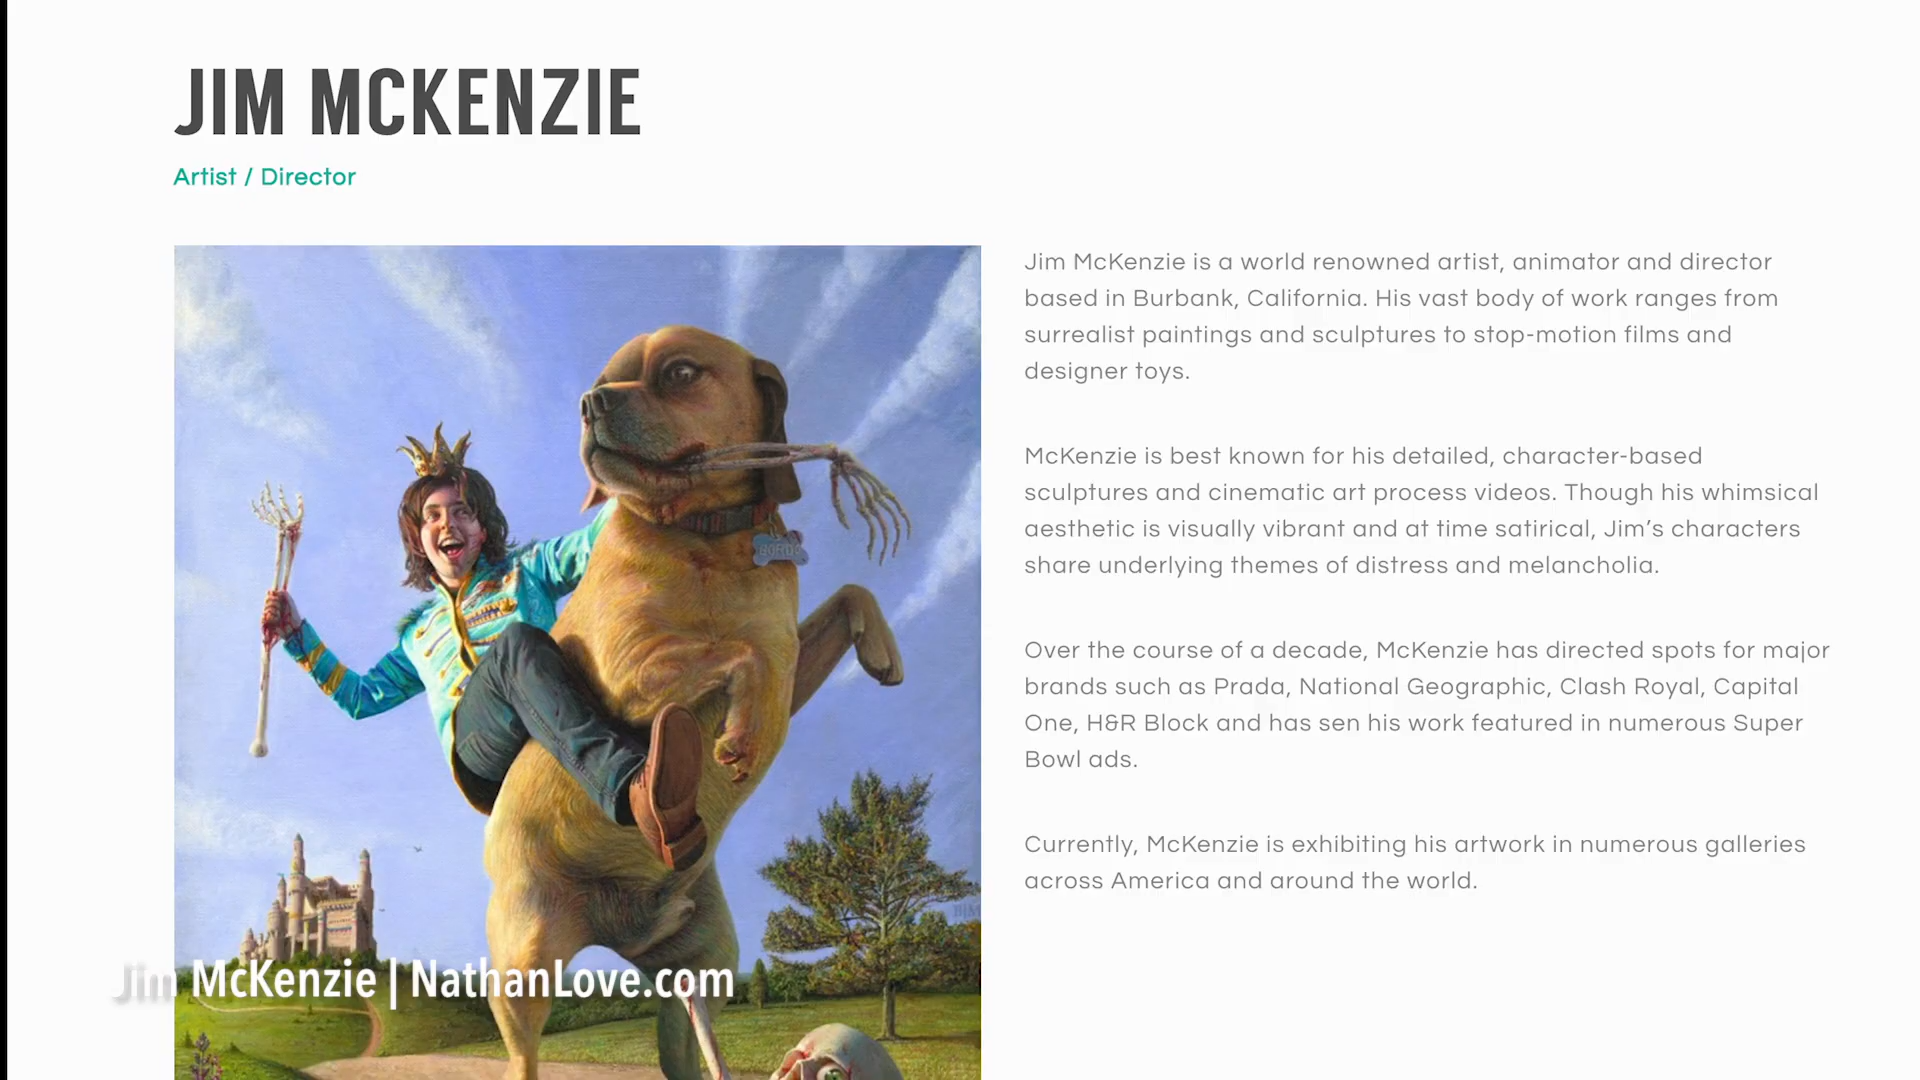 JIM MCKENZIE
Artist / Director
Jim McKenzie is a world renowned artist, animator and director
based in Burbank, California. His vast body of work ranges from
surrealist paintings and sculptures to stop-motion films and
designer toys.
McKenzie is best known for his detailed, character-based
sculptures and cinematic art process videos. Though his whimsical
aesthetic is visually vibrant and at time satirical, Jim’s characters
share underlying themes of distress and melancholia.
Over the course of a decade, McKenzie has directed spots for major
brands such as Prada, National Geographic, Clash Royal, Capital
One, H&R Block and has sen his work featured in numerous Super
Bowl ads.
Currently, McKenzie is exhibiting his artwork in numerous galleries
across America and around the world.
Jim McKenzie | NathanLove.com